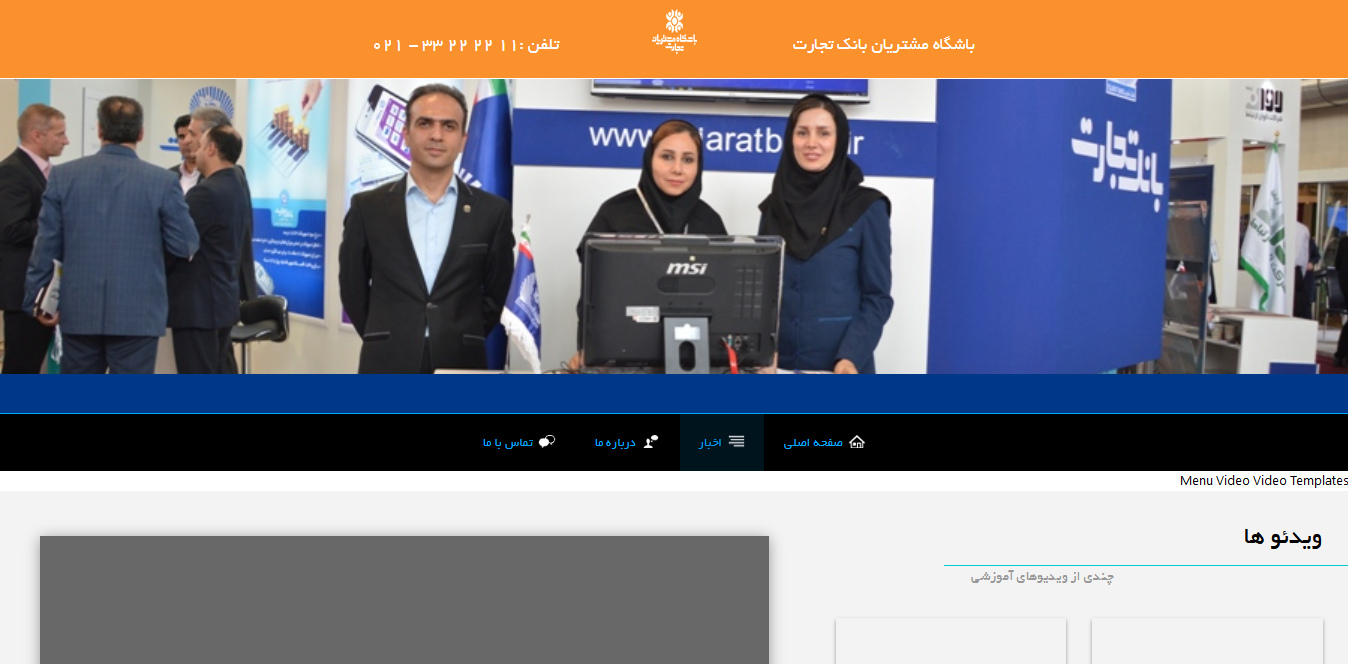 باشگاه مشتریان بانک تجارت
باشگاه مشتریان
تجارت
تلفن :۱۱ ۲۲ ۲۲ ۳۳ – ۰۲۱
www.
aratb
ir
msi
بانک تجارت
صفحه اصلی
اخبار
درباره ما
تماس با ما
Menu Video Video Templates
ویدئو ها
چندی از ویدیوهای آموزشی